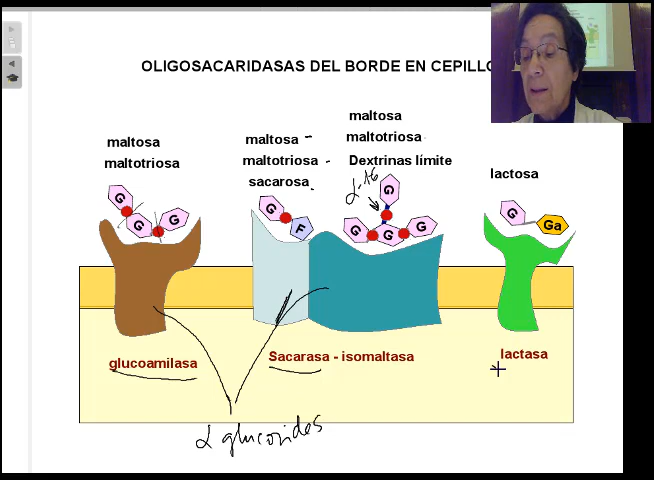 OLIGOSACARIDASAS DEL BORDE EN CEPILLO
maltosa
maltotriosa
maltosa
maltotriosa
sacarosa
maltosa
maltotriosa
Dextrinas límite
lactosa
α-1,6
G
G
G
G
F
G
G
G
G
G
Ga
glucoamilasa
Sacarasa - isomaltasa
lactasa
α glucosides